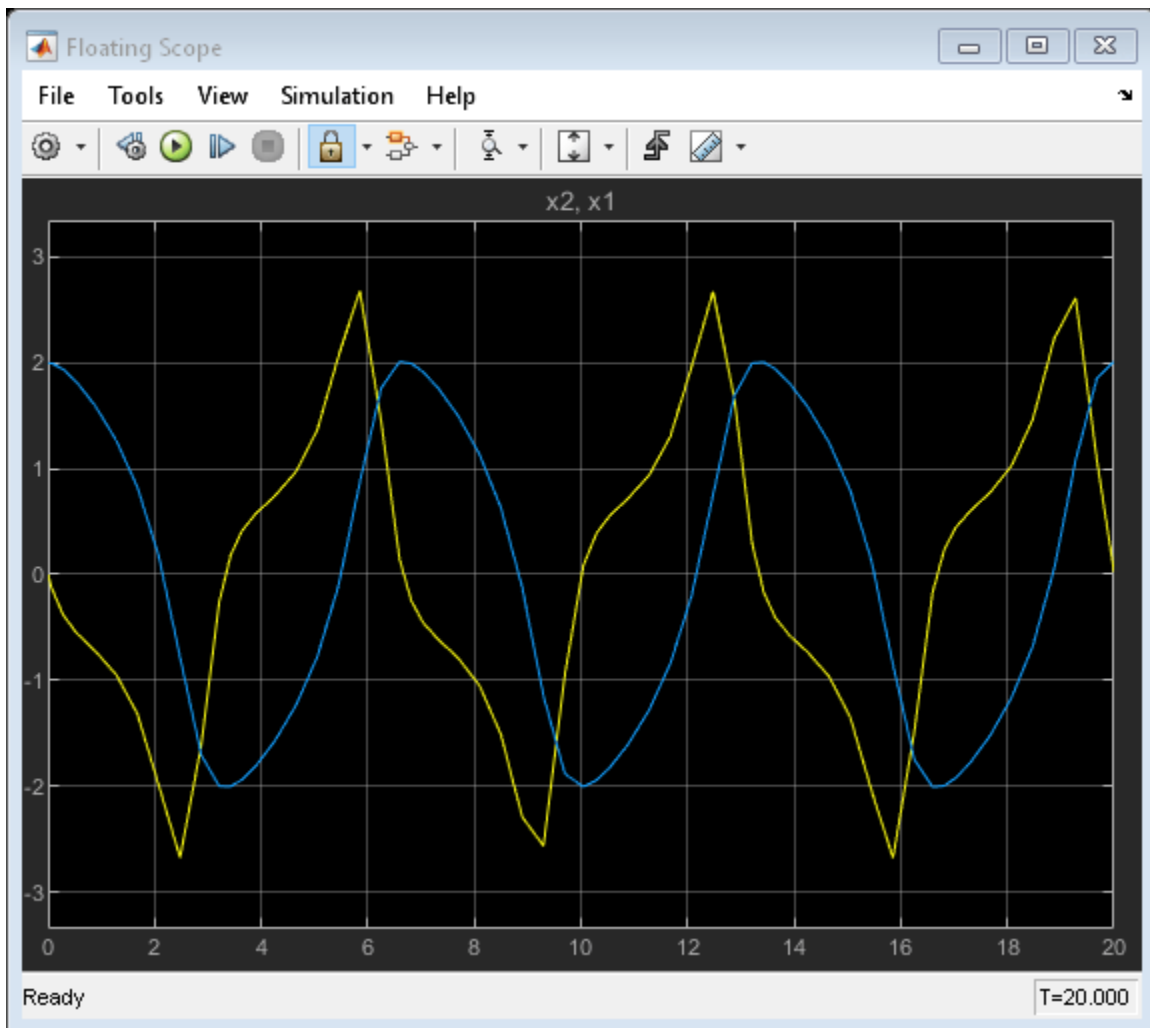 Floating Scope
File Tools View Simulation Help
x2, x1
3
2
1
0
-1
-2
-3
0 2 4 6 8 10 12 14 16 18 20
Ready T=20.000